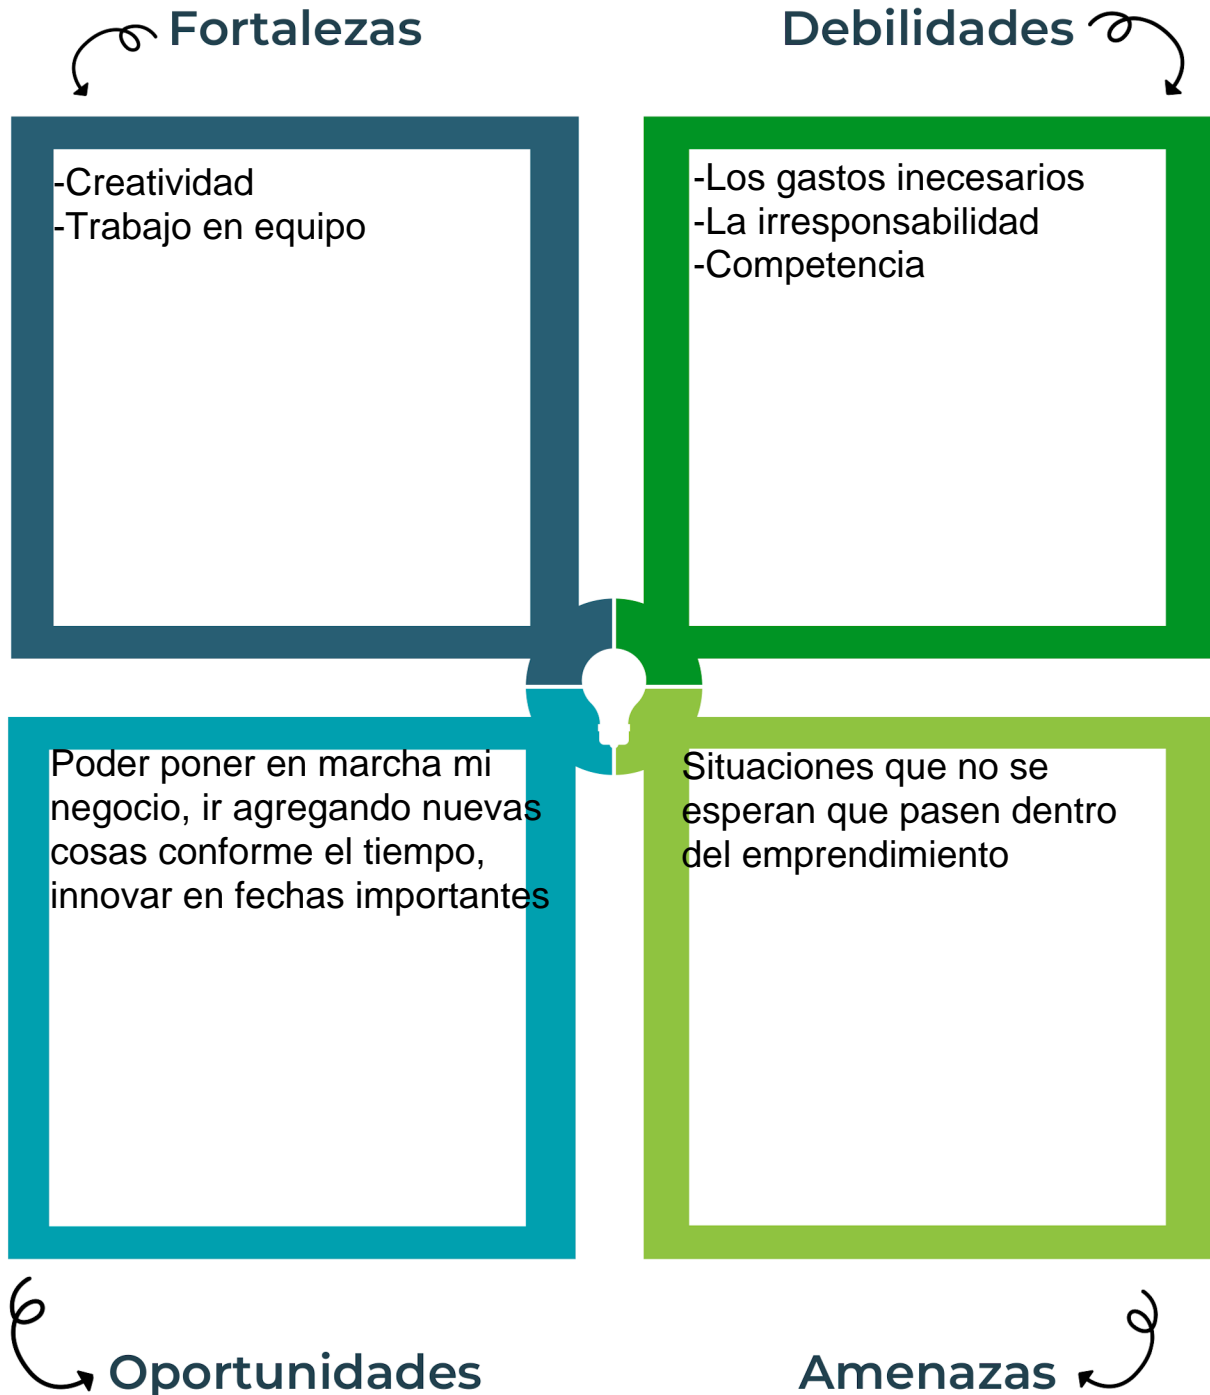 Fortalezas
-Creatividad
-Trabajo en equipo
Debilidades
-Los gastos inecesarios
-La irresponsabilidad
-Competencia
Poder poner en marcha mi
negocio, ir agregando nuevas
cosas conforme el tiempo,
innovar en fechas importantes
Oportunidades
Situaciones que no se
esperan que pasen dentro
del emprendimiento
Amenazas